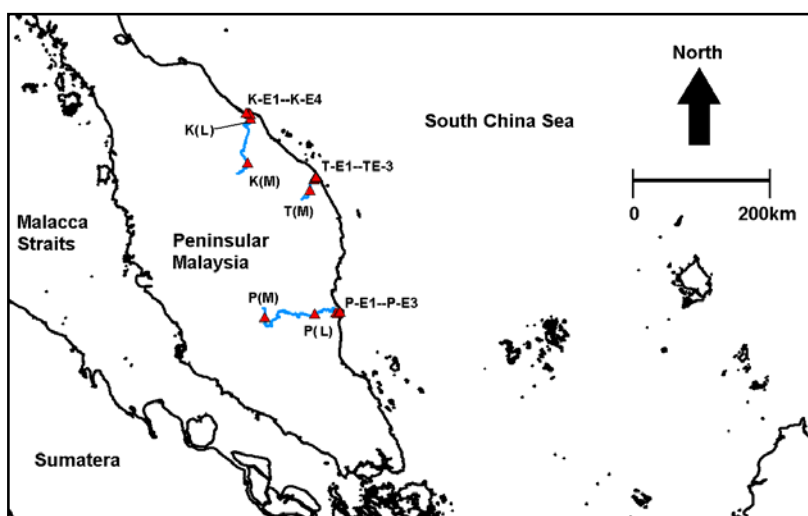 North
K-E1--K-E4
South China Sea
K(L)
K(M)
T-E1--TE-3
0
200km
T(M)
Malacca
Straits
Peninsular
Malaysia
P(M)
P-E1--P-E3
P(L)
Sumatera